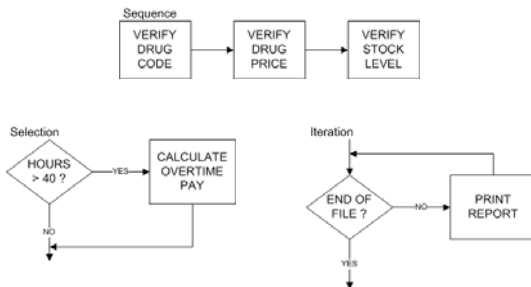 Sequence
VERIFY
DRUG
CODE
VERIFY
DRUG
PRICE
VERIFY
STOCK
LEVEL
Selection
HOURS
> 40 ?
YES
CALCULATE
OVERTIME
PAY
NO
Iteration
END OF
FILE ?
NO
PRINT
REPORT
YES